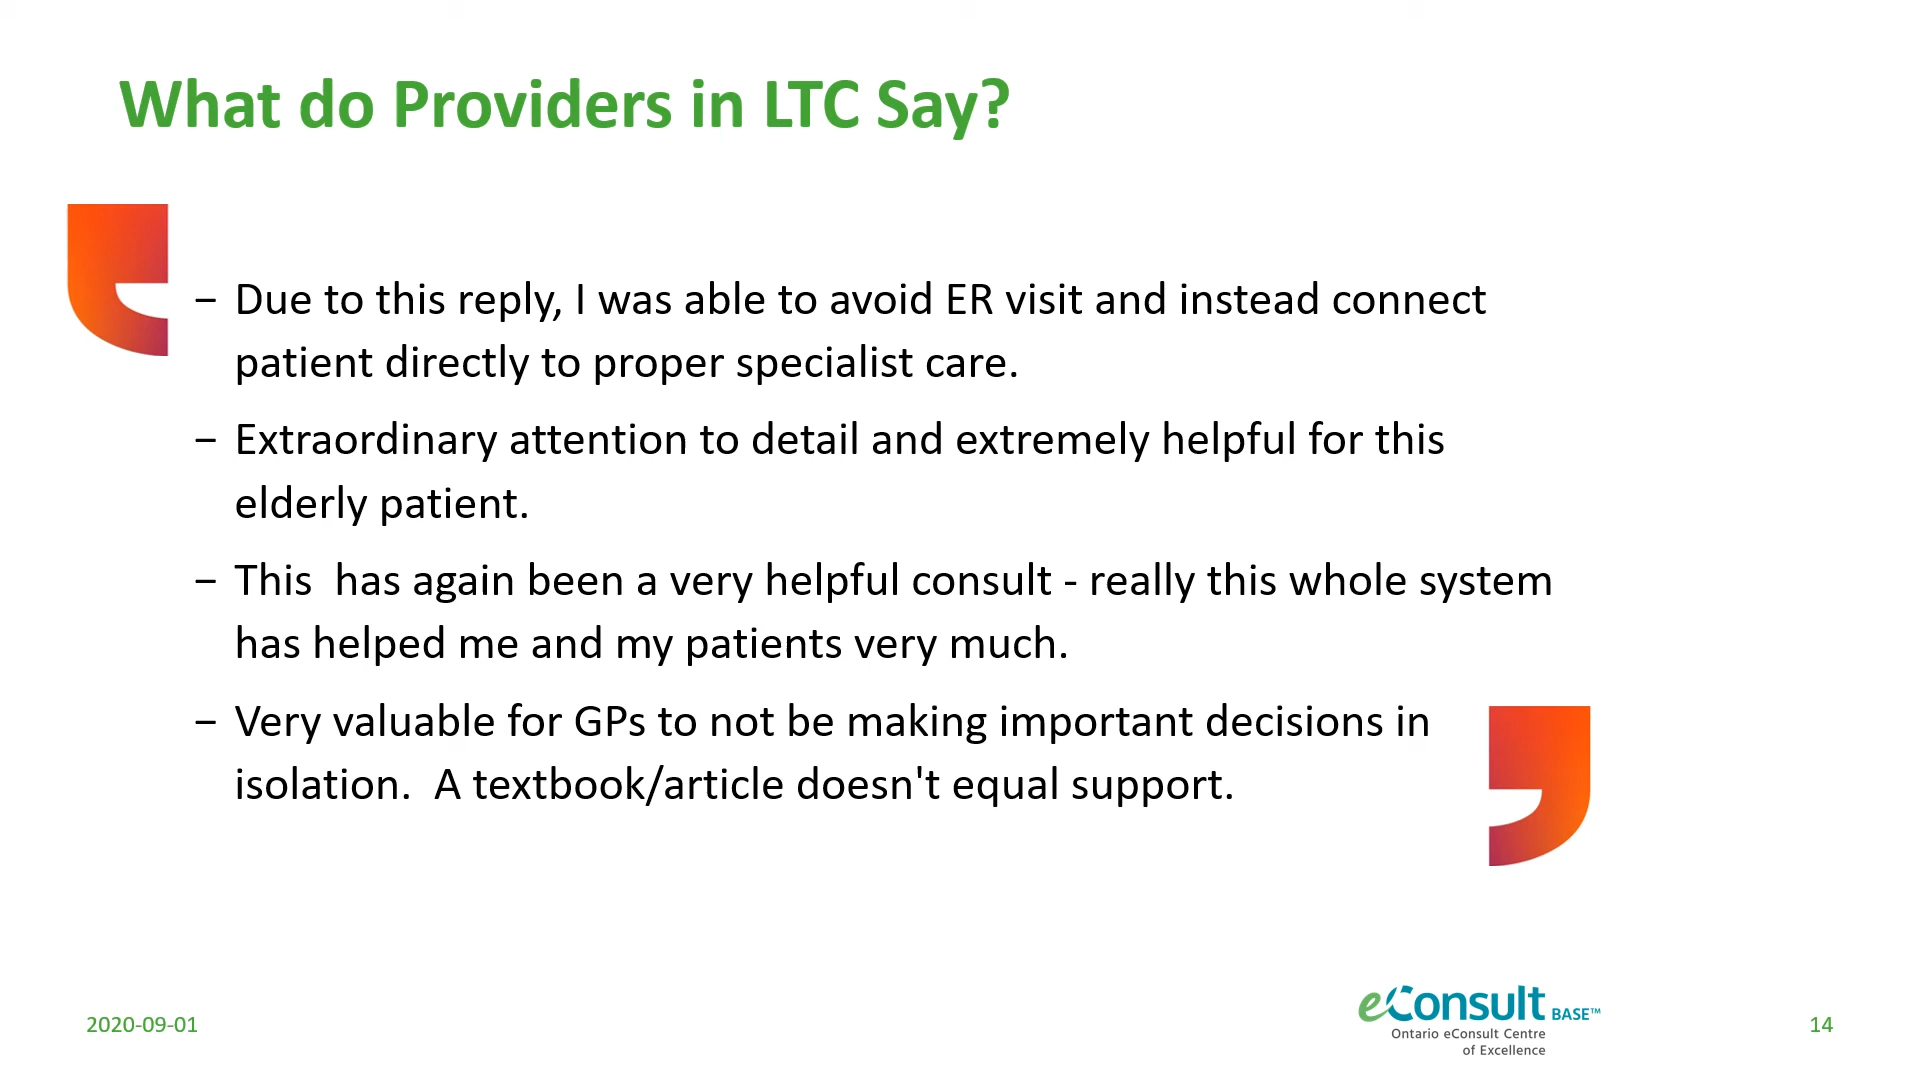 What do Providers in LTC Say?
− Due to this reply, I was able to avoid ER visit and instead connect
patient directly to proper specialist care.
− Extraordinary attention to detail and extremely helpful for this
elderly patient.
− This  has again been a very helpful consult - really this whole system
has helped me and my patients very much.
− Very valuable for GPs to not be making important decisions in
isolation.  A textbook/article doesn't equal support.
2020-09-01
eConsult BASE™
Ontario eConsult Centre
of Excellence
14